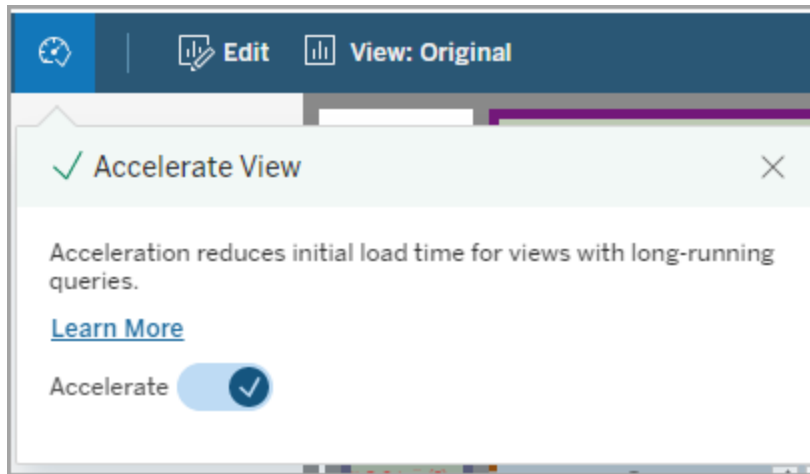 Edit View: Original
Accelerate View
Acceleration reduces initial load time for views with long-running
queries.
Learn More
Accelerate